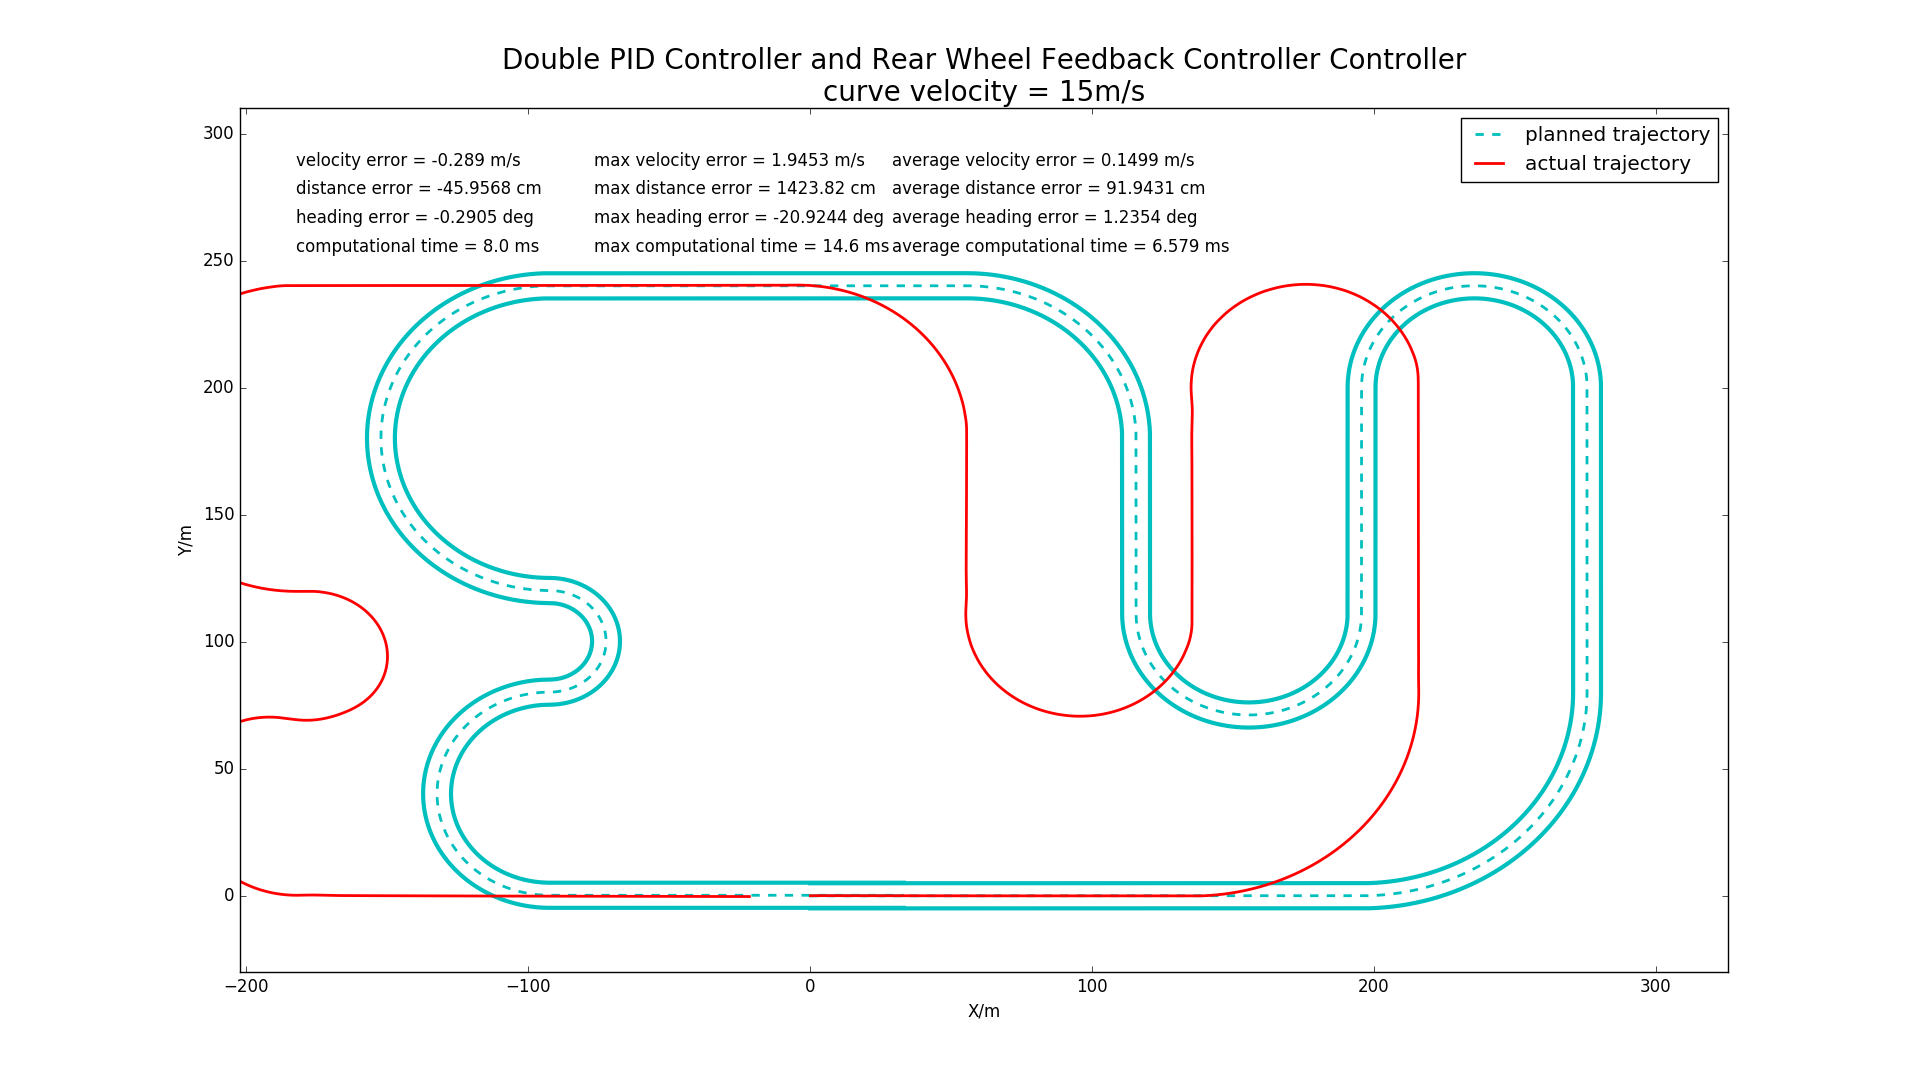 Double PID Controller and Rear Wheel Feedback Controller Controller
curve velocity = 15m/s
planned trajectory
actual trajectory
velocity error = -0.289 m/s
distance error = -45.9568 cm
heading error = -0.2905 deg
computational time = 8.0 ms
max velocity error = 1.9453 m/s
max distance error = 1423.82 cm
max heading error = -20.9244 deg
max computational time = 14.6 ms
average velocity error = 0.1499 m/s
average distance error = 91.9431 cm
average heading error = 1.2354 deg
average computational time = 6.579 ms
300
250
200
150
100
50
0
Y/m
−200 −100 0 100 200 300
X/m